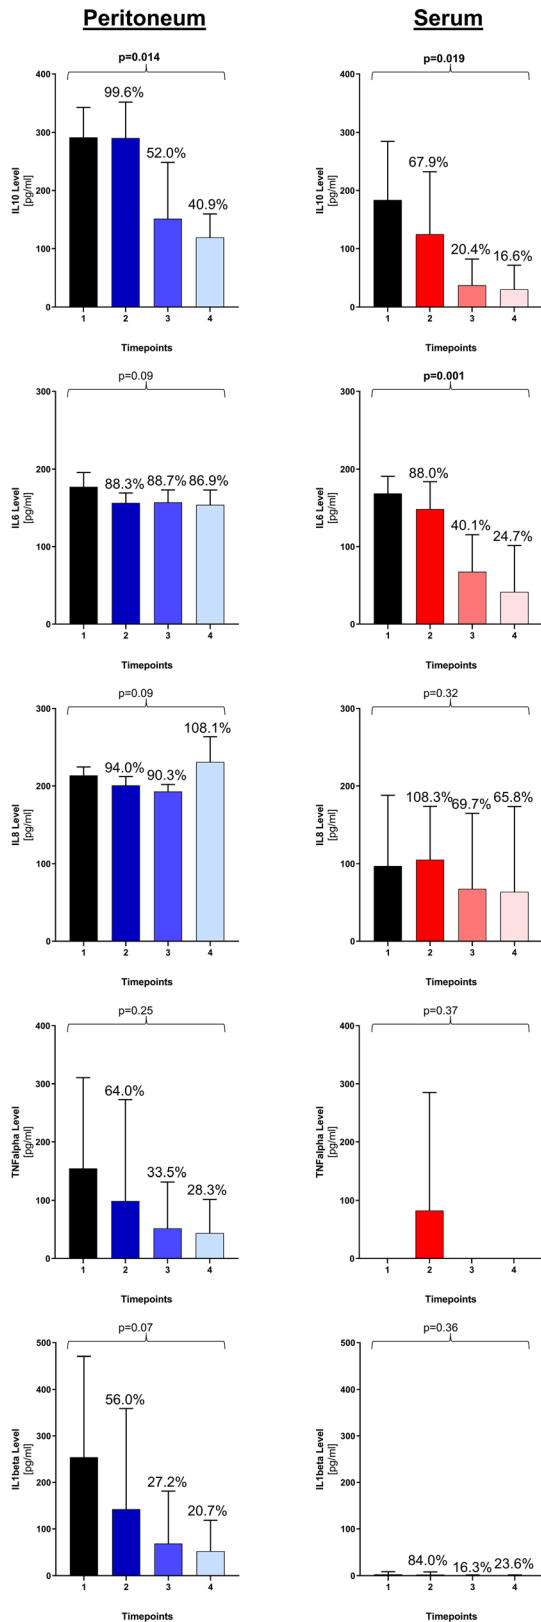 Peritoneum
Serum
p=0.014
400
300
200
100
0
IL10 Level
[pg/ml]
99.6%
52.0%
40.9%
1 2 3 4
Timepoints
p=0.019
400
300
200
100
0
IL10 Level
[pg/ml]
67.9%
20.4%
16.6%
1 2 3 4
Timepoints
p=0.09
300
200
100
0
IL6 Level
[pg/ml]
88.3% 88.7% 86.9%
1 2 3 4
Timepoints
p=0.001
300
200
100
0
IL6 Level
[pg/ml]
88.0%
40.1%
24.7%
1 2 3 4
Timepoints
p=0.09
300
200
100
0
IL8 Level
[pg/ml]
94.0%
90.3%
108.1%
1 2 3 4
Timepoints
p=0.32
300
200
100
0
IL8 Level
[pg/ml]
108.3%
69.7%
65.8%
1 2 3 4
Timepoints
p=0.25
400
300
200
100
0
TNFalpha Level
[pg/ml]
64.0%
33.5%
28.3%
1 2 3 4
Timepoints
p=0.37
400
300
200
100
0
TNFalpha Level
[pg/ml]
1 2 3 4
Timepoints
p=0.07
500
400
300
200
100
0
IL1beta Level
[pg/ml]
56.0%
27.2%
20.7%
1 2 3 4
Timepoints
p=0.36
500
400
300
200
100
0
IL1beta Level
[pg/ml]
84.0%
16.3%
23.6%
1 2 3 4
Timepoints